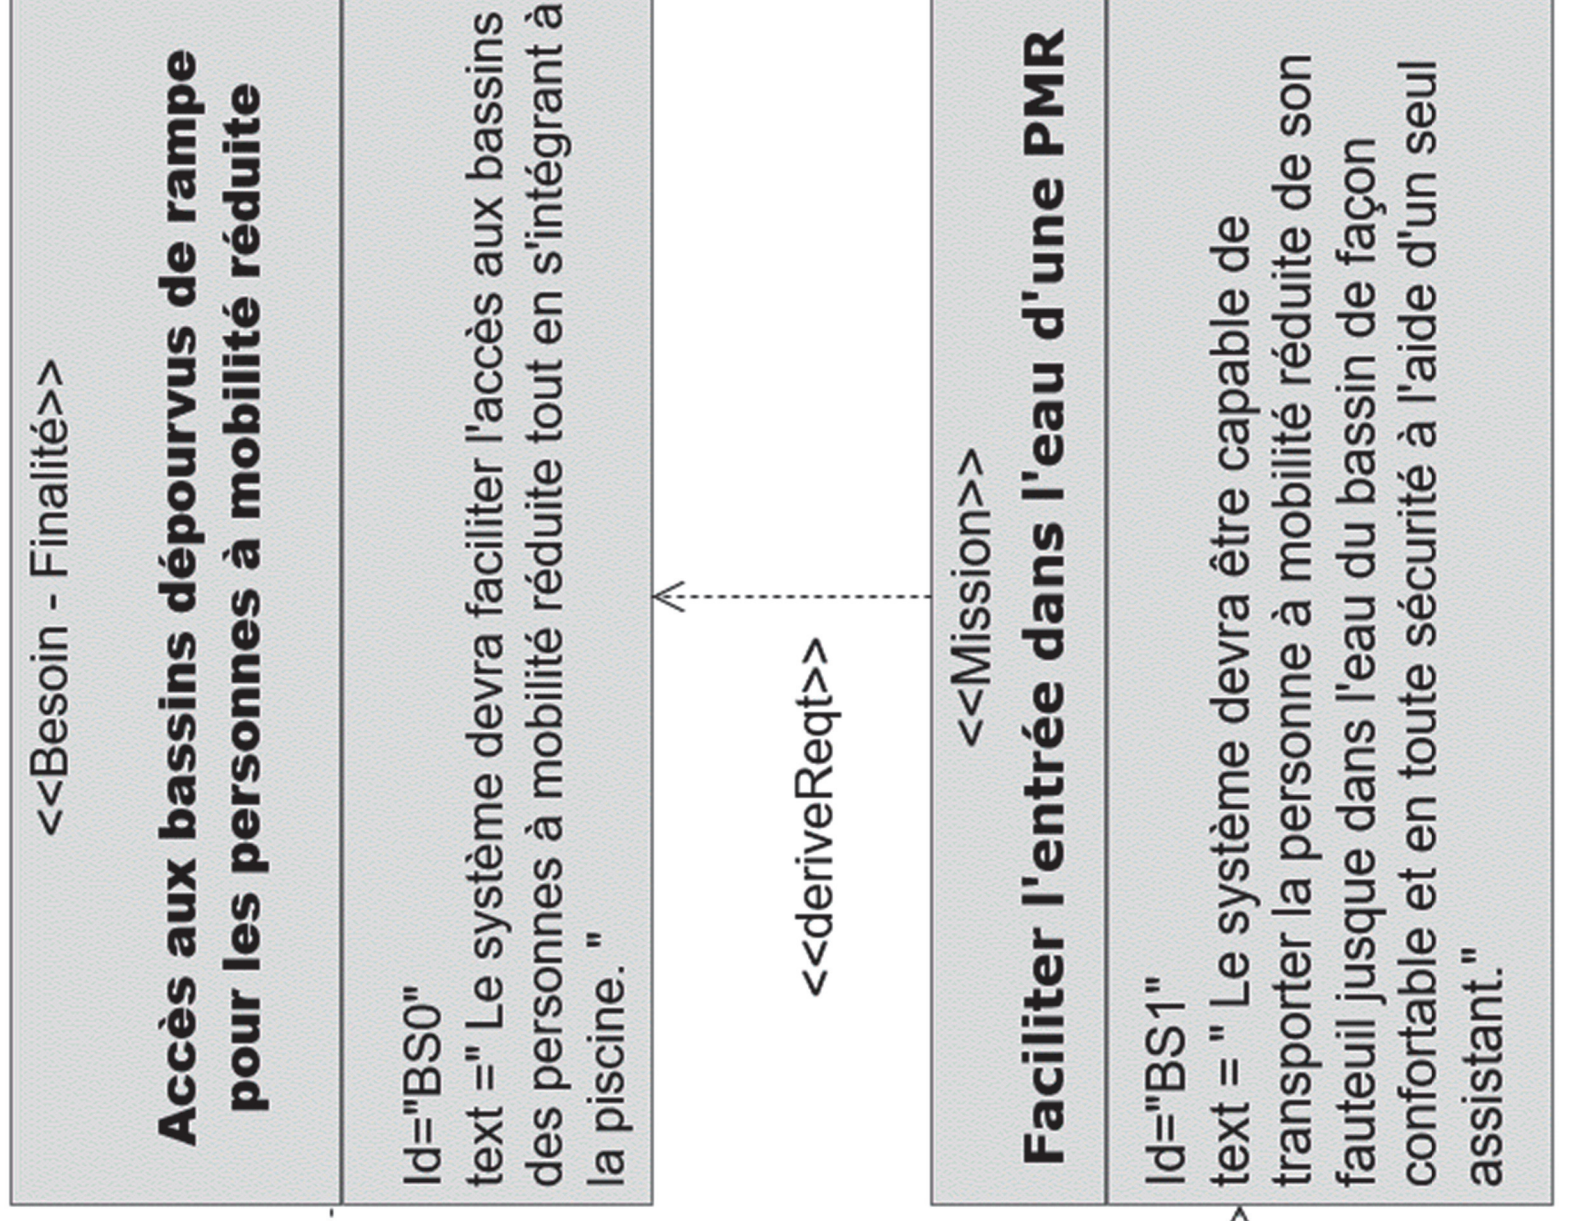 <<Besoin - Finalité>>
Accès aux bassins dépourvus de rampe
pour les personnes à mobilité réduite
Id="BS0"
text =" Le système devra faciliter l'accès aux bassins
des personnes à mobilité réduite tout en s'intégrant à
la piscine. "
<<deriveReqt>>
<<Mission>>
Faciliter l'entrée dans l'eau d'une PMR
Id="BS1"
text = " Le système devra être capable de
transporter la personne à mobilité réduite de son
fauteuil jusque dans l'eau du bassin de façon
confortable et en toute sécurité à l'aide d'un seul
assistant."